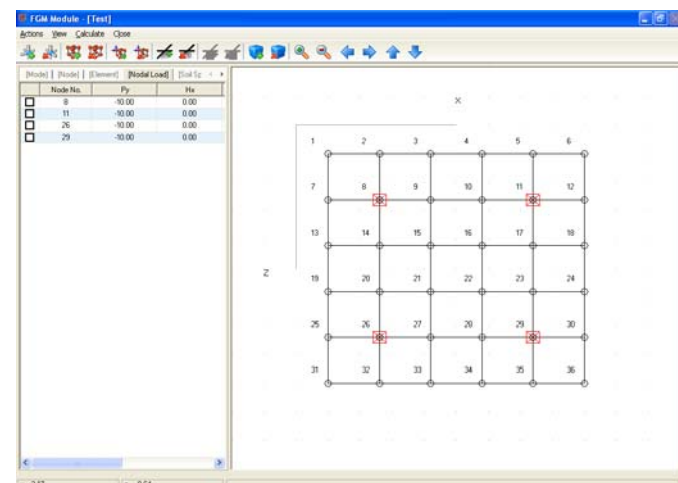 FGM Module - [Test]
Actions View Calculate Close
[Mode] [Node] [Element] [Nodal Load]
Node No. Py Hx
8 -10.00 0.00
11 -10.00 0.00
26 -10.00 0.00
29 -10.00 0.00
X
Z
1 2 3 4 5 6
7 8 9 10 11 12
13 14 15 16 17 18
19 20 21 22 23 24
25 26 27 28 29 30
31 32 33 34 35 36